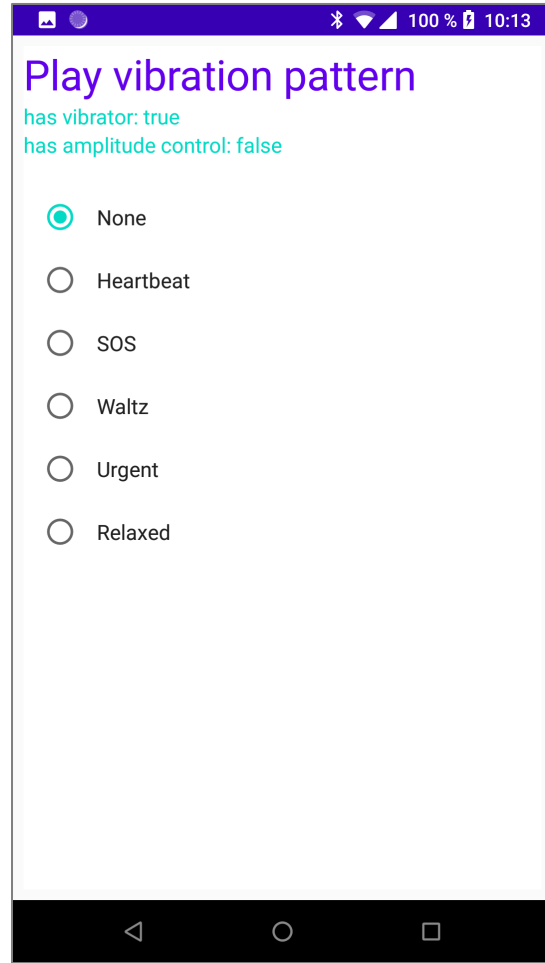 100 % 10:13
Play vibration pattern
has vibrator: true
has amplitude control: false
None
Heartbeat
SOS
Waltz
Urgent
Relaxed